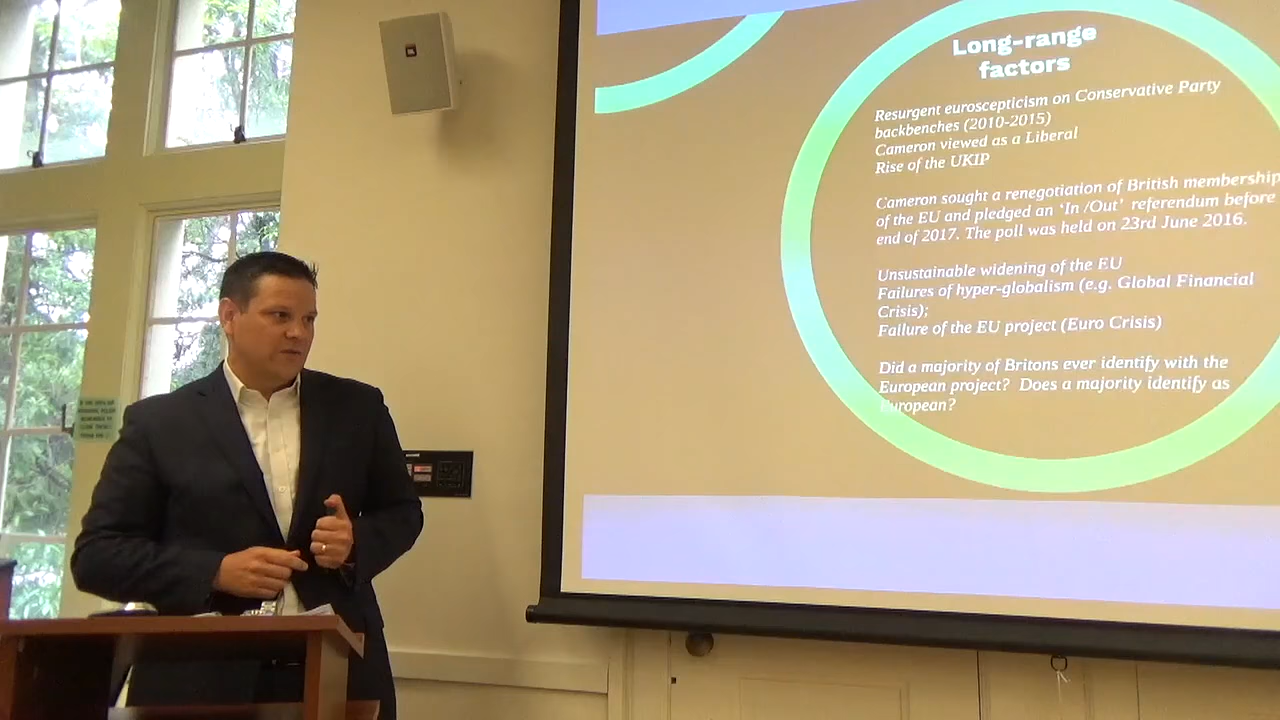 JBL
Long-range
factors
Resurgent euroscepticism on Conservative Party
backbenches (2010-2015)
Cameron viewed as a Liberal
Rise of the UKIP
Cameron sought a renegotiation of British membership
of the EU and pledged an ‘In /Out’ referendum before
end of 2017. The poll was held on 23rd June 2016.
Unsustainable widening of the EU
Failures of hyper-globalism (e.g. Global Financial
Crisis);
Failure of the EU project (Euro Crisis)
Did a majority of Britons ever identify with the
European project? Does a majority identify as
European?